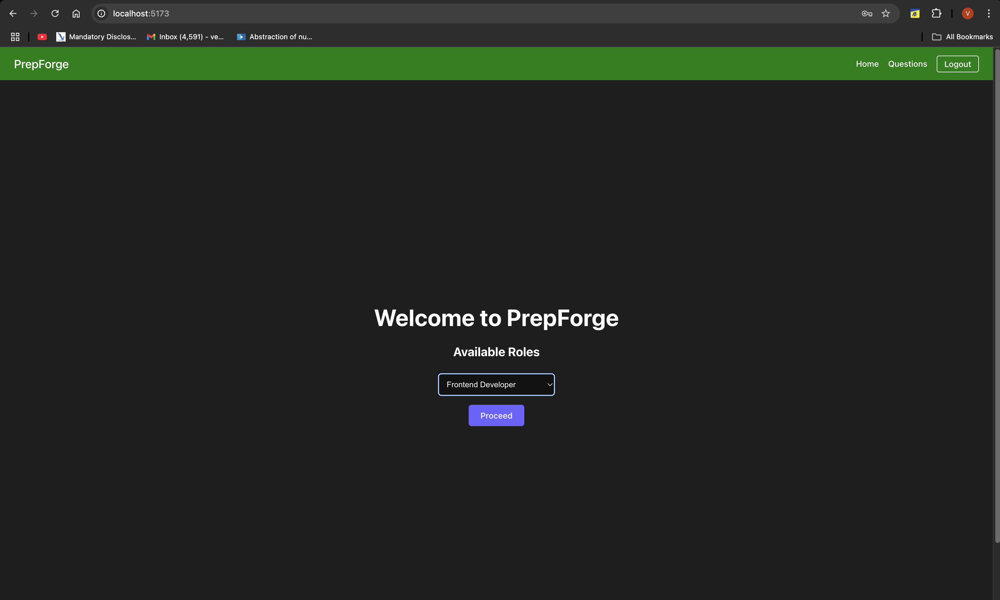 localhost:5173
Mandatory Disclos...
Inbox (4,591) - ve...
Abstraction of nu...
All Bookmarks
n
V
PrepForge
Home
Questions
Logout
Welcome to PrepForge
Available Roles
Frontend Developer
Proceed